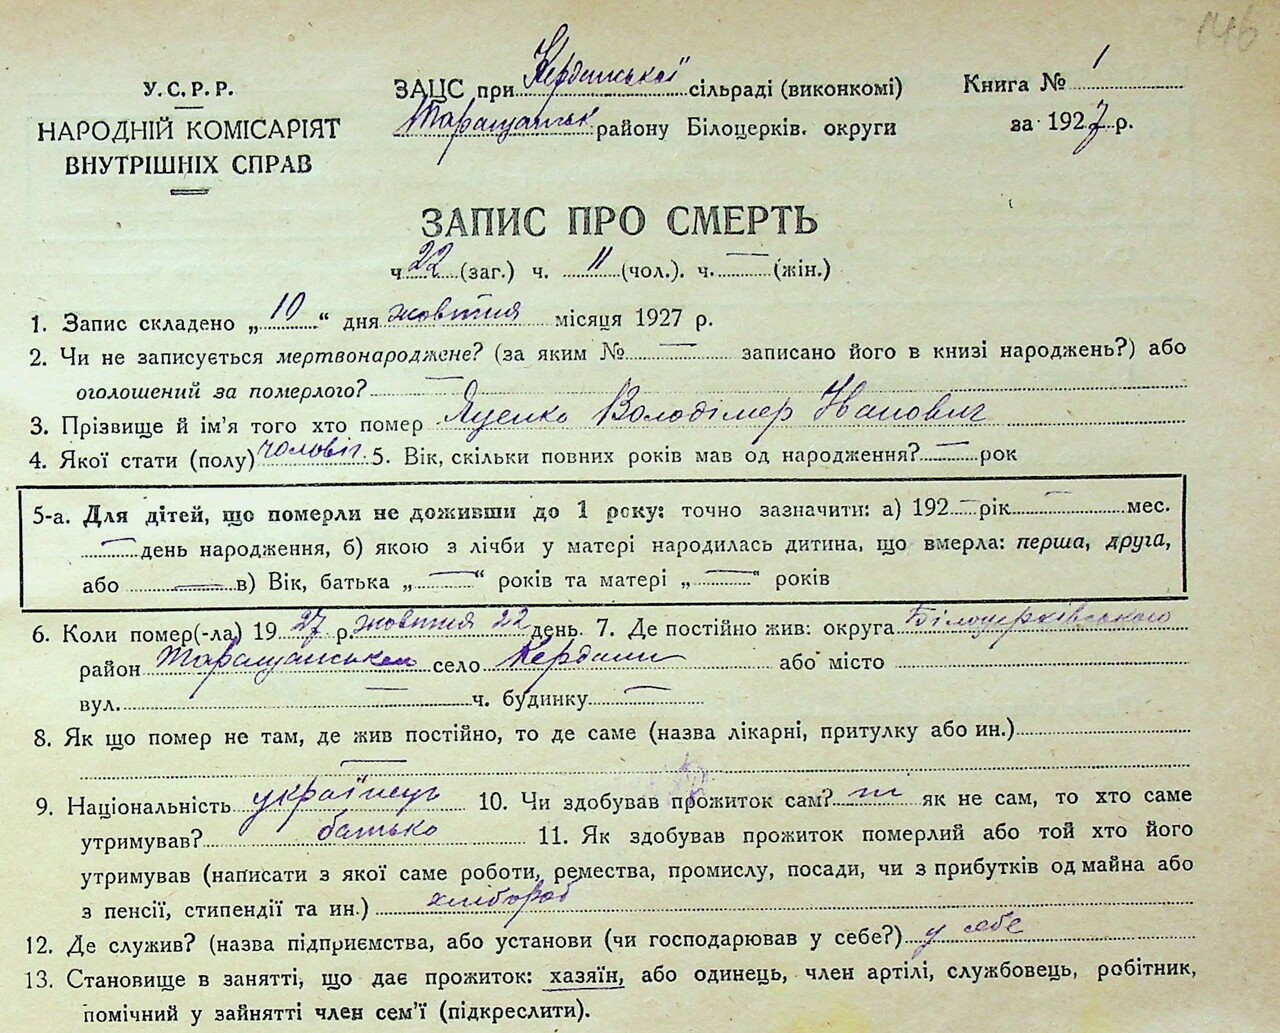 146
У.С.Р.Р.
НАРОДНІЙ КОМІСАРІЯТ
ВНУТРІШНІХ СПРАВ
ЗАЦС при Кердинської сільраді (виконкомі)
Таращанськ району Білоцерків. округи
Книга № 1
за 1927 р.
ЗАПИС ПРО СМЕРТЬ
ч. 22 (заг.) ч. 11 (чол.). ч. — (жін.)
1. Запис складено „10“ дня жовтня місяця 1927 р.
2. Чи не записується мертвонароджене? (за яким № — записано його в книзі народжень?) або
оголошений за померлого? —
3. Прізвище й ім'я того хто помер Яценко Володімер Іванович
4. Якої стати (полу) чоловіч. 5. Вік, скільки повних років мав од народження? — рок
5-а. Для дітей, що померли не доживши до 1 року: точно зазначити: а) 192 — рік — мес.
— день народження, б) якою з лічби у матері народилась дитина, що вмерла: перша, друга,
або — в) Вік, батька „—“ років та матері „—“ років
6. Коли помер(-ла) 1927 р. жовтня 22 день. 7. Де постійно жив: округа Білоцерківського
район Таращанськ село Кердани або місто
вул. — ч. будинку —
8. Як що помер не там, де жив постійно, то де саме (назва лікарні, притулку або ин.)
—
9. Національність українець 10. Чи здобував прожиток сам? — як не сам, то хто саме
утримував? батько 11. Як здобував прожиток померлий або той хто його
утримував (написати з якої саме роботи, ремества, промислу, посади, чи з прибутків од майна або
з пенсії, стипендії та ин.) хлібороб
12. Де служив? (назва підприємства, або установи (чи господарював у себе?) у себе
13. Становище в занятті, що дає прожиток: хазяїн, або одинець, член артілі, службовець, робітник,
помічний у зайнятті член сем'ї (підкреслити).